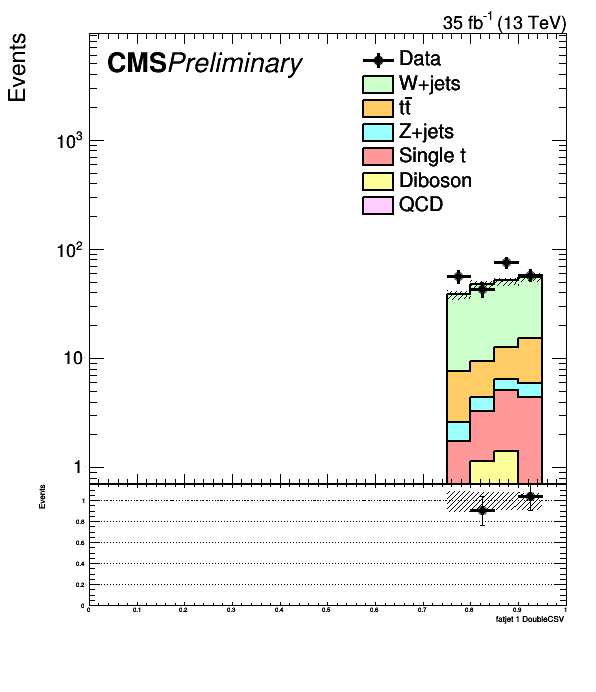 35 fb-1 (13 TeV)
Events
CMS Preliminary
Data
W+jets
tt̄
Z+jets
Single t
Diboson
QCD
10³
10²
10
1
Events
1
0.8
0.6
0.4
0.2
0
0 0.1 0.2 0.3 0.4 0.5 0.6 0.7 0.8 0.9 1
fatjet 1 DoubleCSV